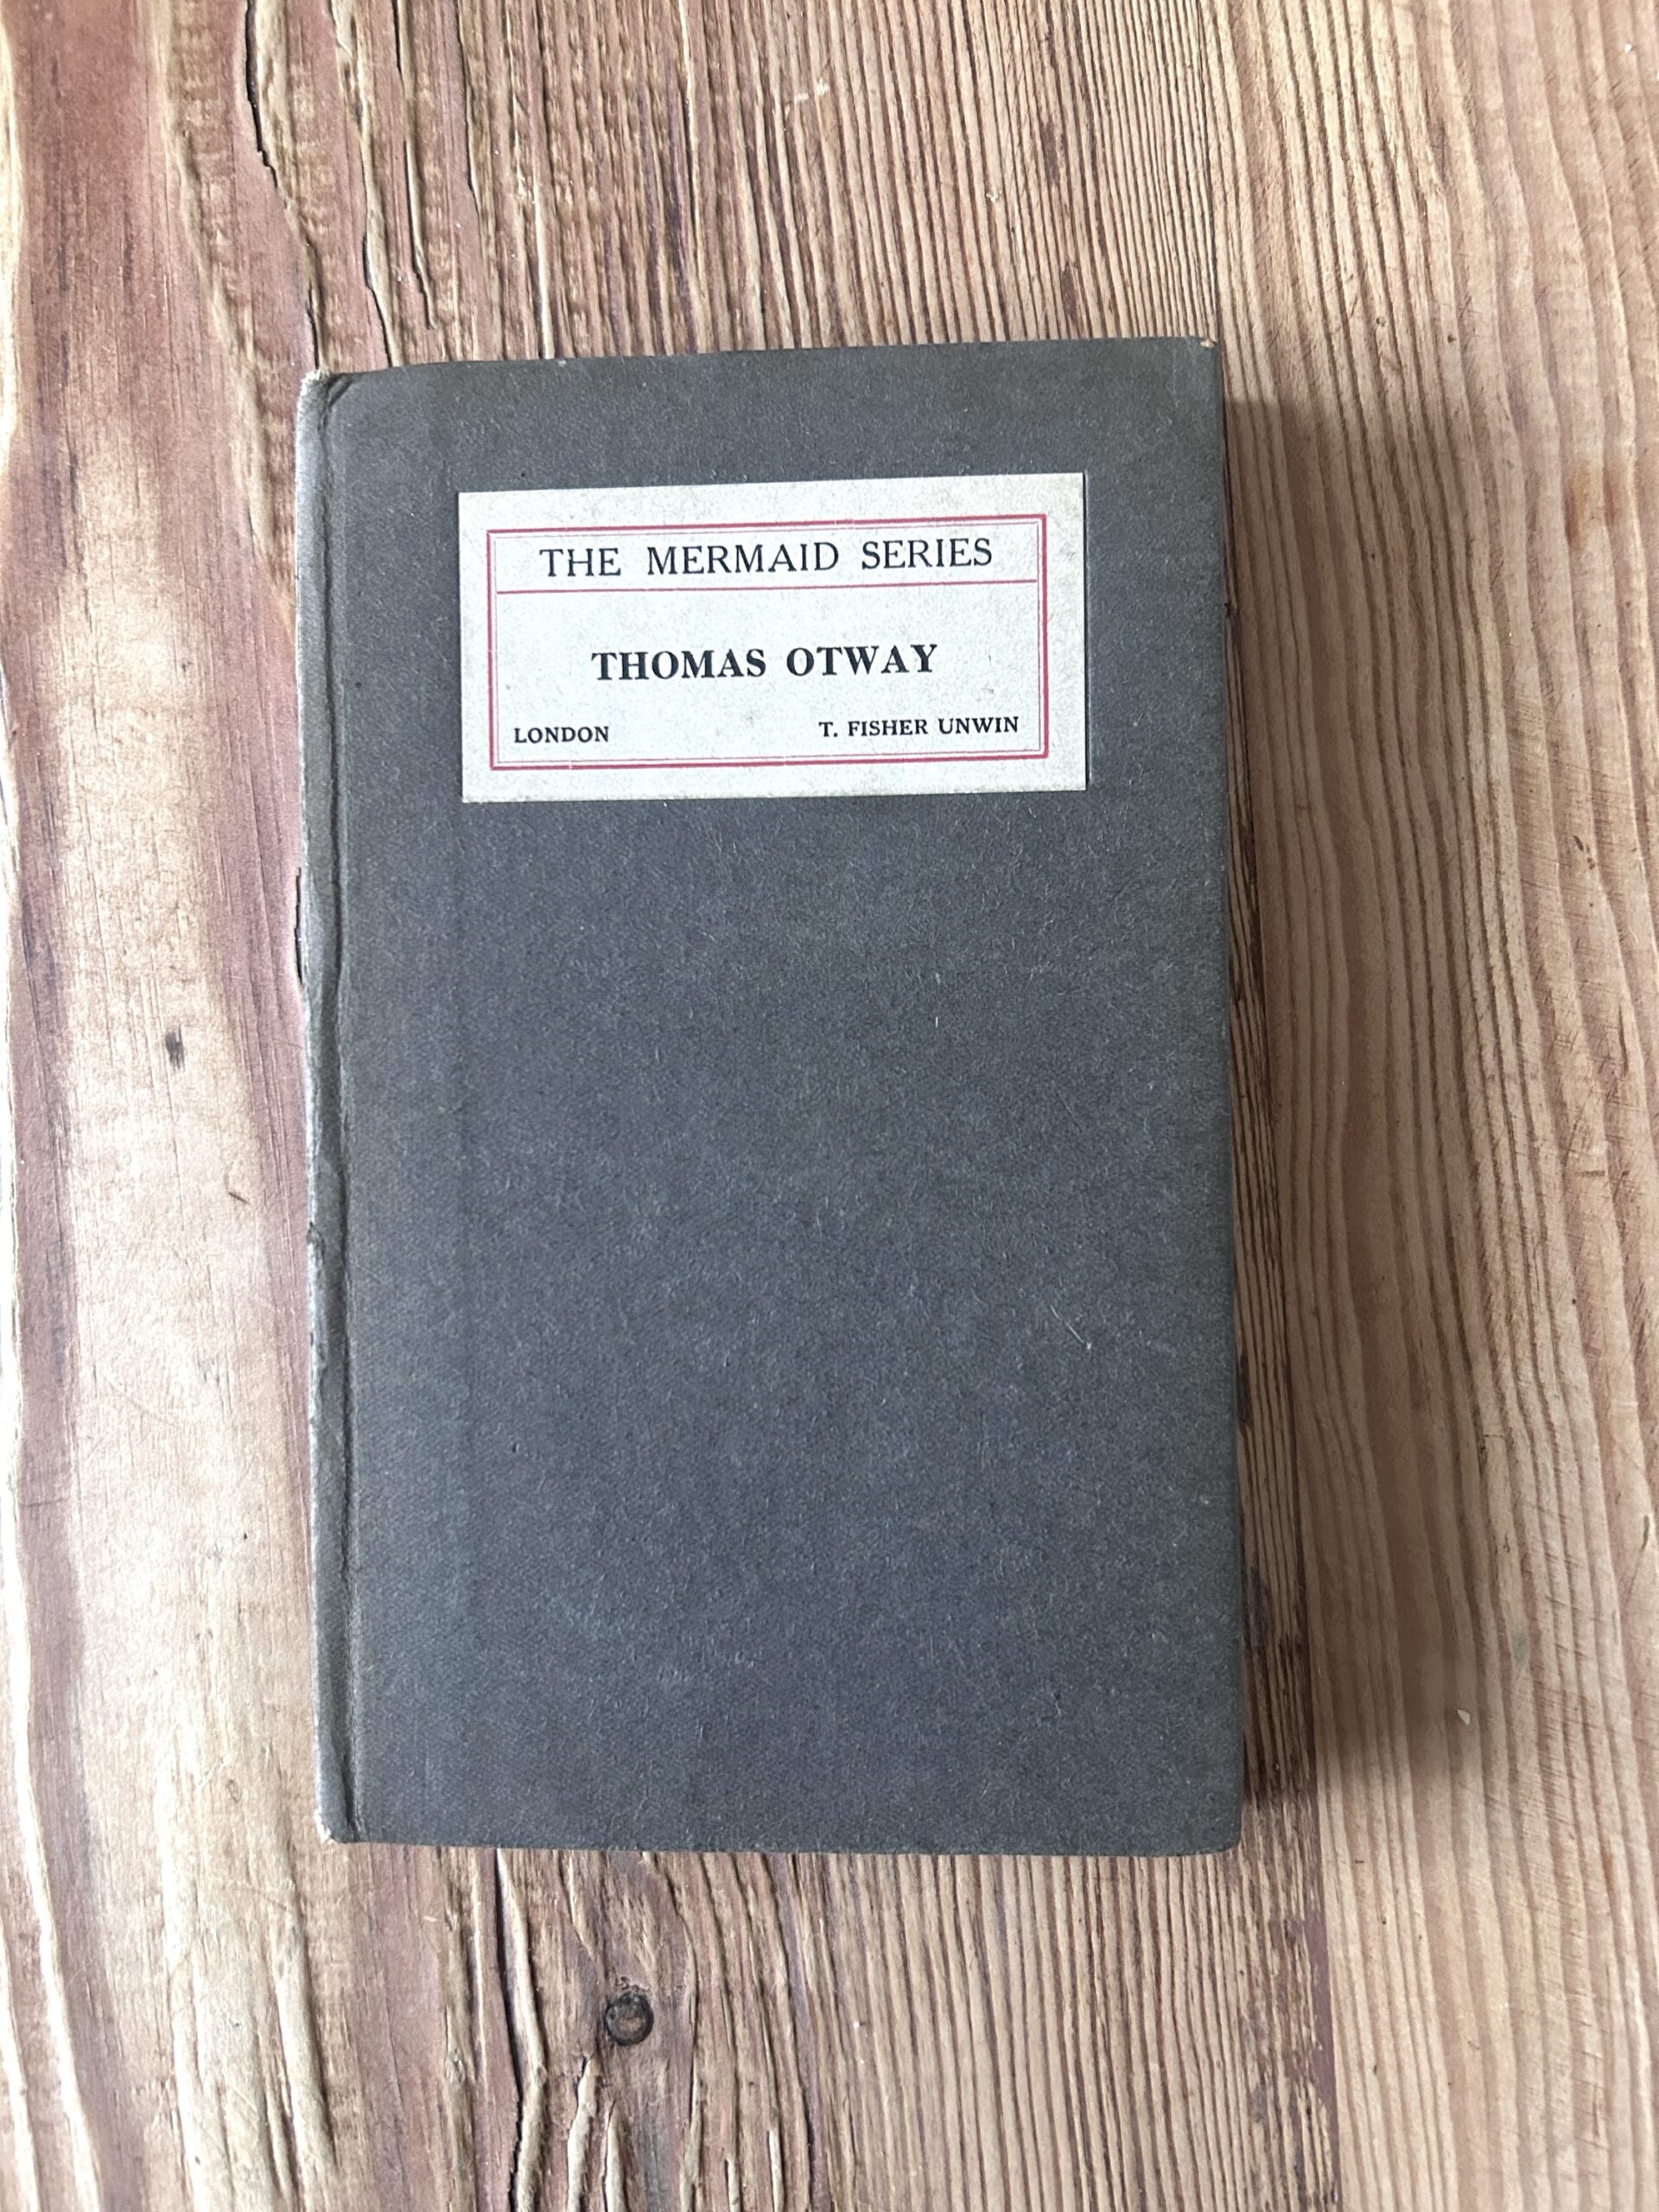 THE MERMAID SERIES
THOMAS OTWAY
LONDON T. FISHER UNWIN